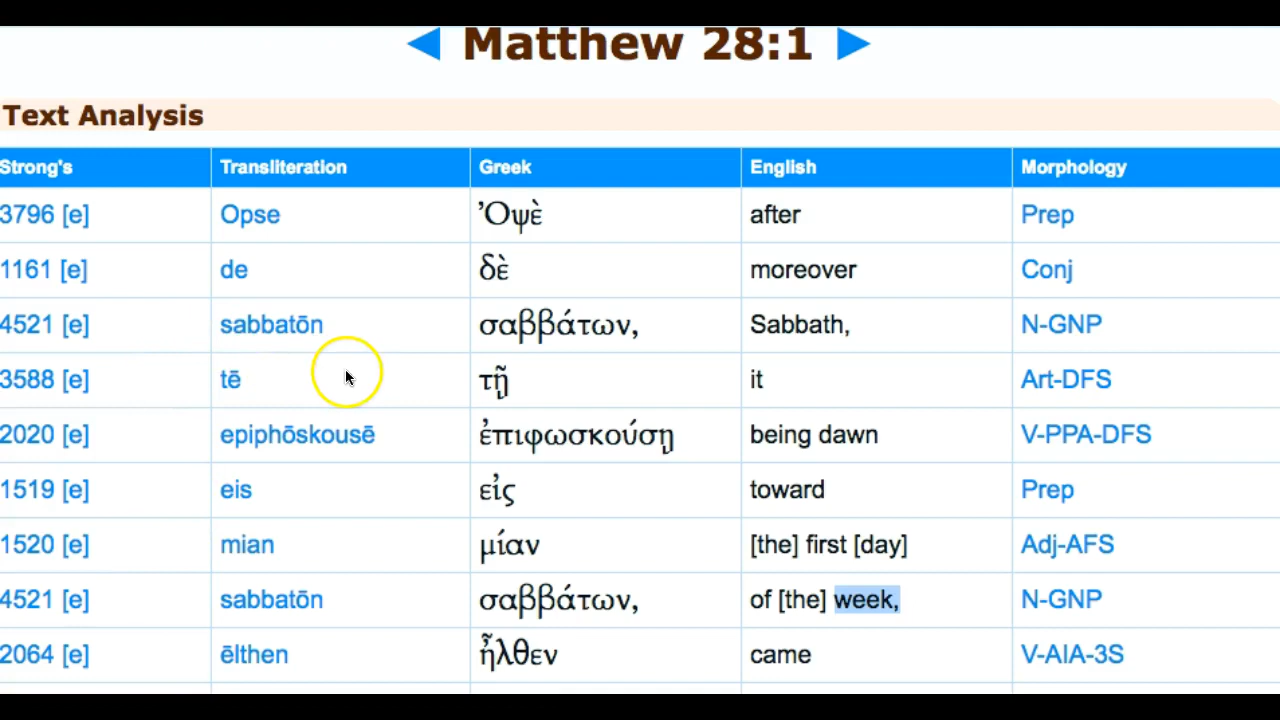 ◀ Matthew 28:1 ▶
Text Analysis
Strong's Transliteration Greek English Morphology
3796 [e] Opse Ὀψὲ after Prep
1161 [e] de δὲ moreover Conj
4521 [e] sabbatōn σαββάτων, Sabbath, N-GNP
3588 [e] tē τῇ it Art-DFS
2020 [e] epiphōskousē ἐπιφωσκούσῃ being dawn V-PPA-DFS
1519 [e] eis εἰς toward Prep
1520 [e] mian μίαν [the] first [day] Adj-AFS
4521 [e] sabbatōn σαββάτων, of [the] week, N-GNP
2064 [e] ēlthen ἦλθεν came V-AIA-3S